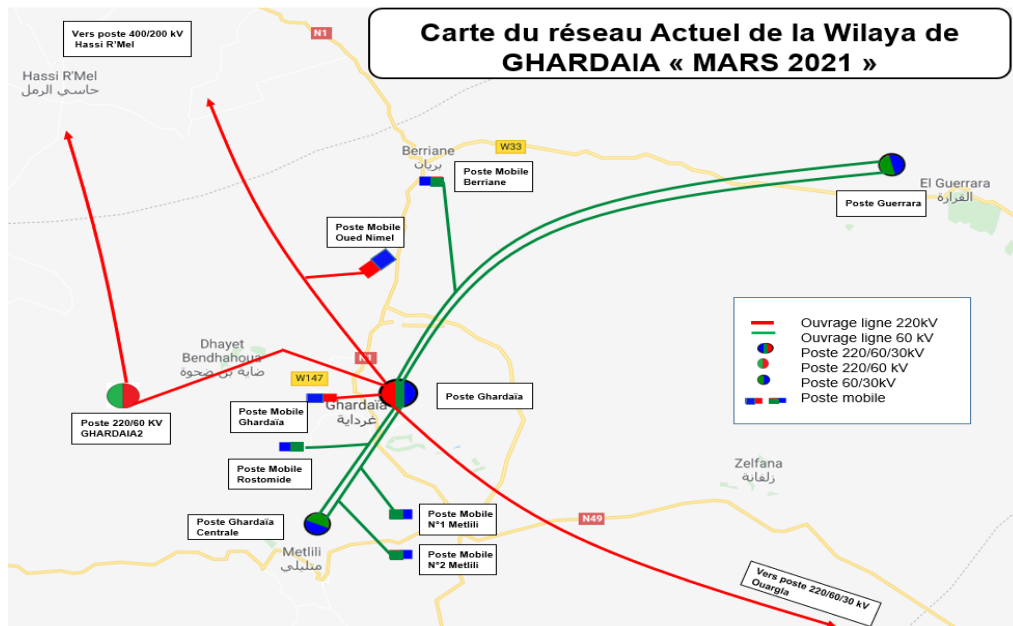 Carte du réseau Actuel de la Wilaya de
GHARDAIA « MARS 2021 »
Vers poste 400/200 kV
Hassi R'Mel
N1
Hassi R'Mel
حاسي الرمل
Berriane
بريان
W33
Poste Mobile
Berriane
El Guerrara
القرارة
Poste Guerrara
Poste Mobile
Oued Nimel
Ouvrage ligne 220kV
Ouvrage ligne 60 kV
Poste 220/60/30kV
Poste 220/60 kV
Poste 60/30kV
Poste mobile
Dhayet
Bendhahoua
ضاية بن ضحوة
N1
W147
Poste Ghardaïa
Ghardaïa
غرداية
Poste Mobile
Ghardaïa
Poste 220/60 KV
GHARDAIA2
Poste Mobile
Rostomide
Zelfana
زلفانة
Poste Ghardaïa
Centrale
Poste Mobile
N°1 Metlili
N49
Metlili
متليلي
Poste Mobile
N°2 Metlili
Vers poste 220/60/30 kV
Ouargla